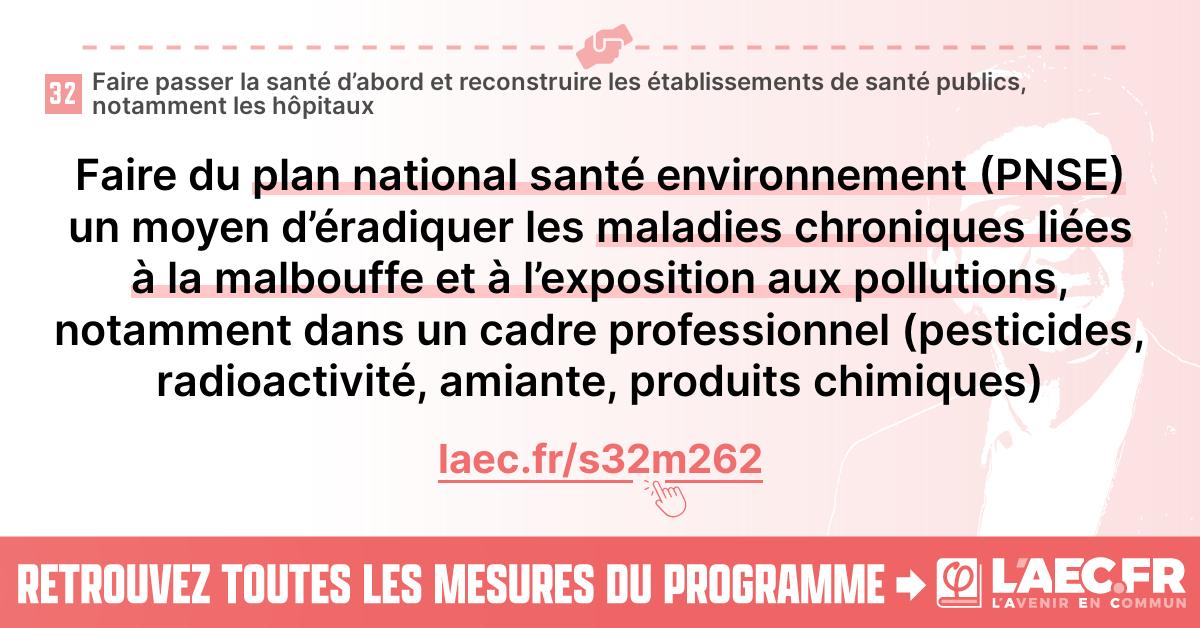 32
Faire passer la santé d’abord et reconstruire les établissements de santé publics,
notamment les hôpitaux
Faire du plan national santé environnement (PNSE)
un moyen d’éradiquer les maladies chroniques liées
à la malbouffe et à l’exposition aux pollutions,
notamment dans un cadre professionnel (pesticides,
radioactivité, amiante, produits chimiques)
laec.fr/s32m262
RETROUVEZ TOUTES LES MESURES DU PROGRAMME
L'AEC.FR
L'AVENIR EN COMMUN